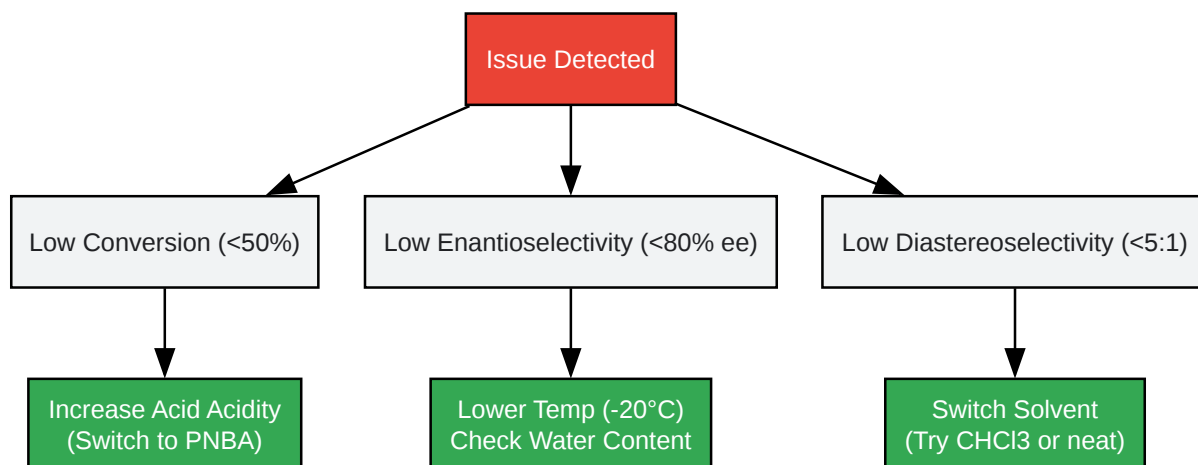 Issue Detected
Low Conversion (<50%)
Low Enantioselectivity (<80% ee)
Low Diastereoselectivity (<5:1)
Increase Acid Acidity
(Switch to PNBA)
Lower Temp (-20°C)
Check Water Content
Switch Solvent
(Try CHCl3 or neat)